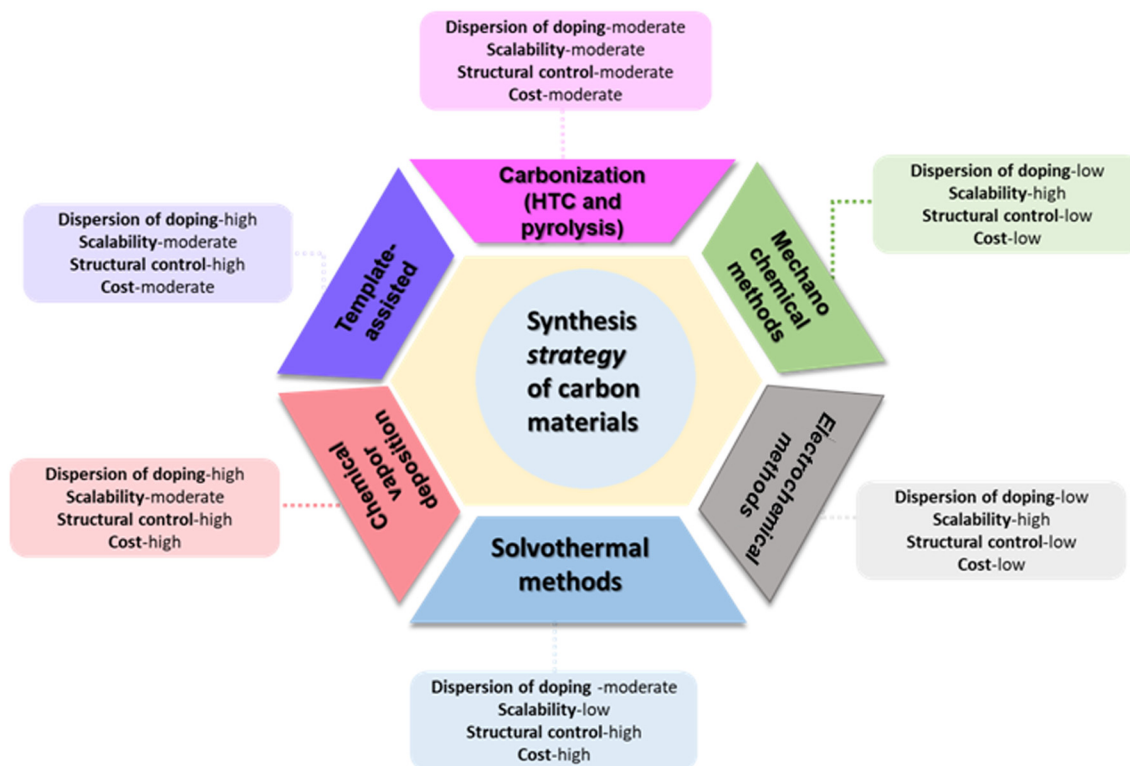 Dispersion of doping-moderate
Scalability-moderate
Structural control-moderate
Cost-moderate
Carbonization
(HTC and
pyrolysis)
Dispersion of doping-low
Scalability-high
Structural control-low
Cost-low
Mechano
chemical
methods
Dispersion of doping-high
Scalability-moderate
Structural control-high
Cost-moderate
Template-
assisted
Synthesis
strategy
of carbon
materials
Chemical
vapor
deposition
Dispersion of doping-high
Scalability-moderate
Structural control-high
Cost-high
Electrochemical
methods
Dispersion of doping-low
Scalability-high
Structural control-low
Cost-low
Solvothermal
methods
Dispersion of doping -moderate
Scalability-low
Structural control-high
Cost-high